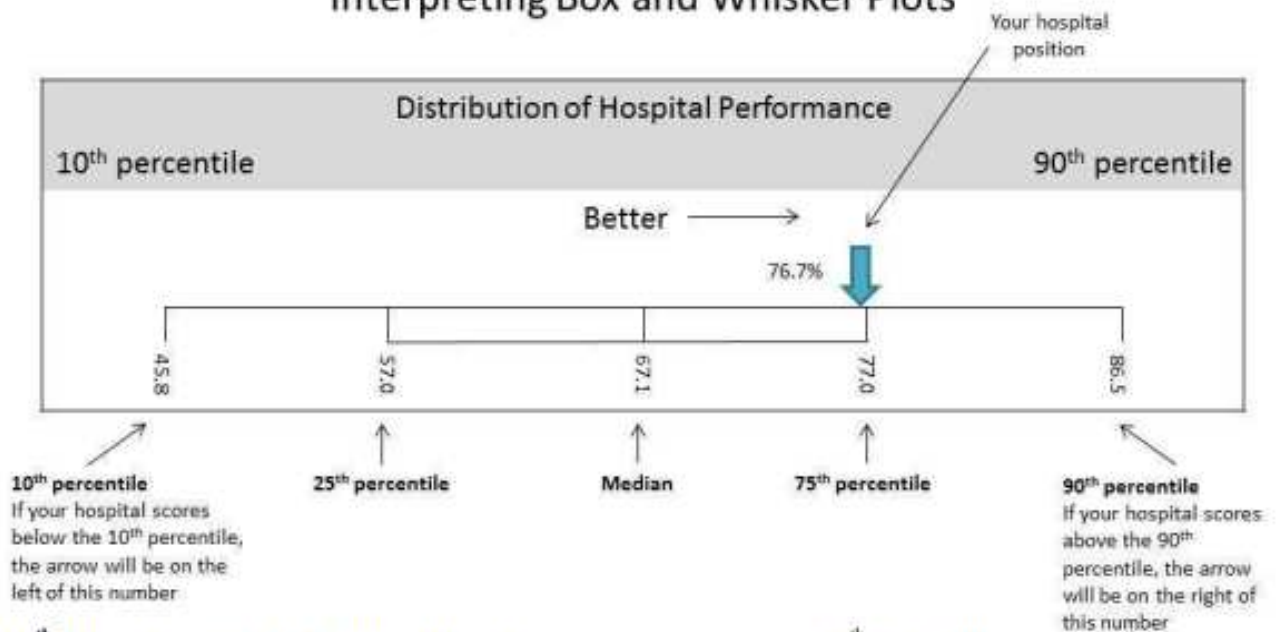 Interpreting Box and Whisker Plots
Your hospital
position
Distribution of Hospital Performance
10th percentile
90th percentile
Better
76.7%
45.8
57.0
67.1
77.0
86.5
10th percentile
If your hospital scores
below the 10th percentile,
the arrow will be on the
left of this number
25th percentile
Median
75th percentile
90th percentile
If your hospital scores
above the 90th
percentile, the arrow
will be on the right of
this number